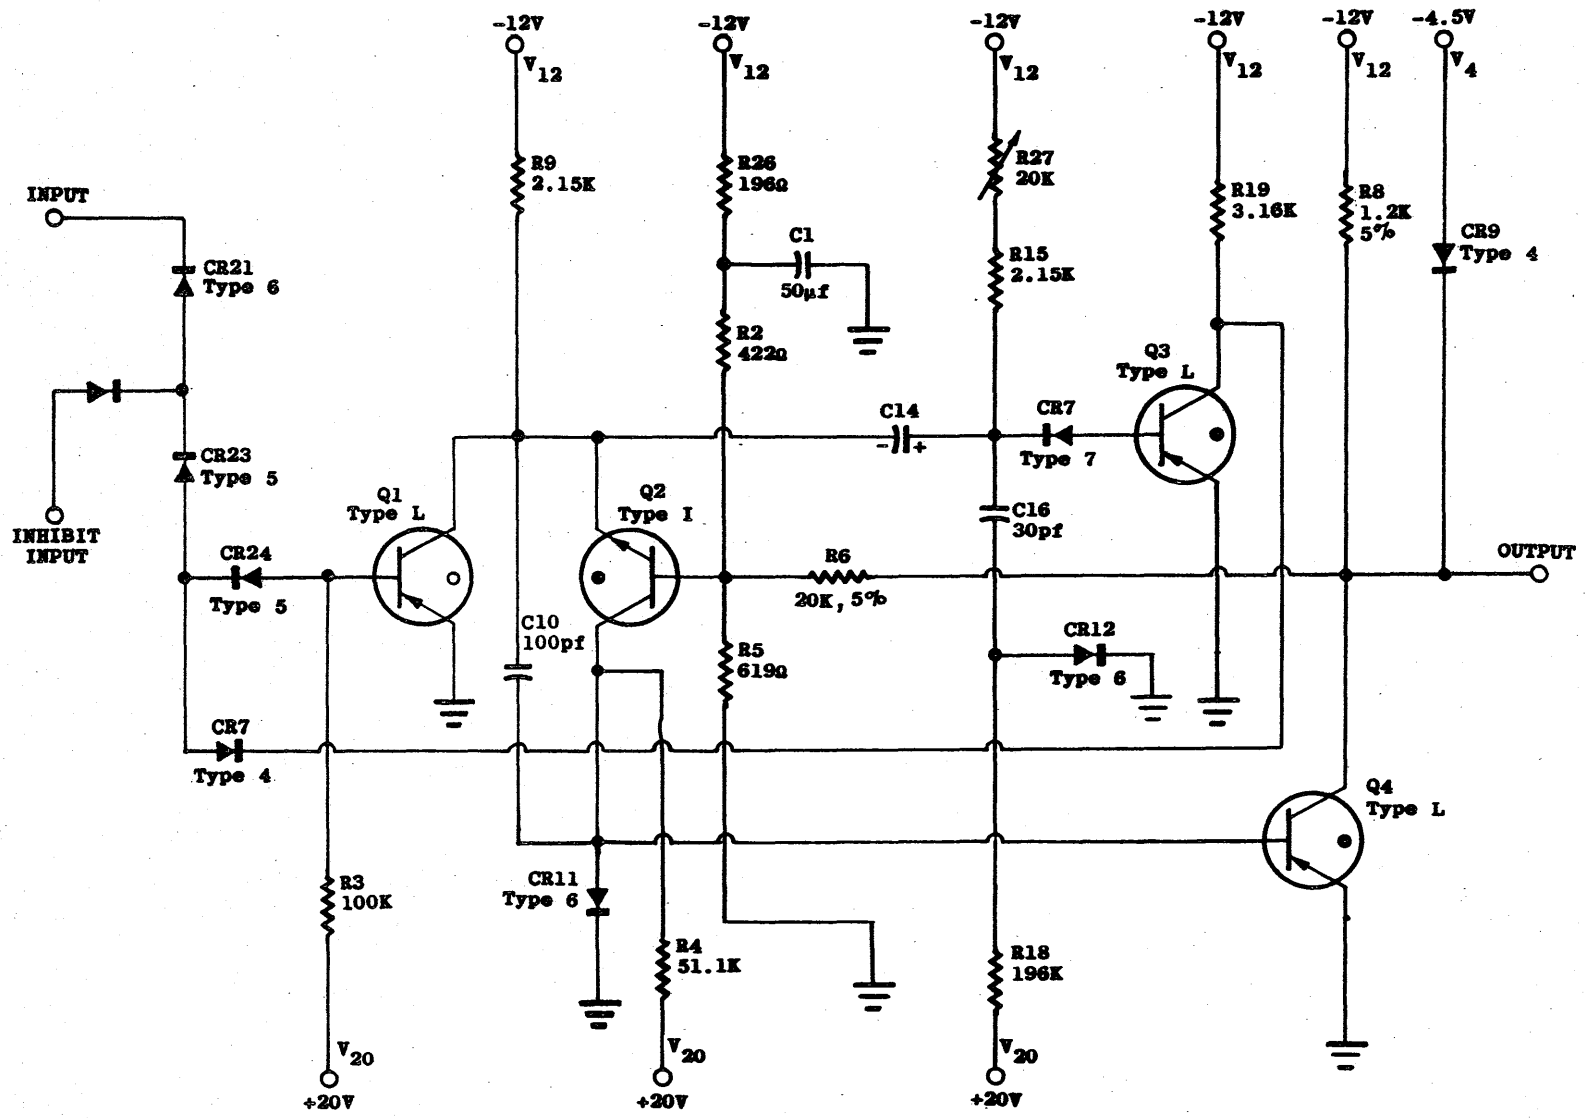 -12V
-12V
-12V
-12V
-12V
-4.5V
V12
V12
V12
V12
V12
V4
R9
2.15K
R26
196Ω
R27
20K
R19
3.16K
R8
1.2K
5%
CR9
Type 4
INPUT
CR21
Type 6
C1
50µf
R15
2.15K
R2
422Ω
Q3
Type L
C14
- +
CR7
Type 7
CR23
Type 5
INHIBIT
INPUT
Q1
Type L
Q2
Type I
C16
30pf
CR24
Type 5
R6
20K, 5%
OUTPUT
C10
100pf
R5
619Ω
CR12
Type 6
CR7
Type 4
Q4
Type L
R3
100K
CR11
Type 6
R4
51.1K
R18
196K
V20
V20
V20
+20V
+20V
+20V